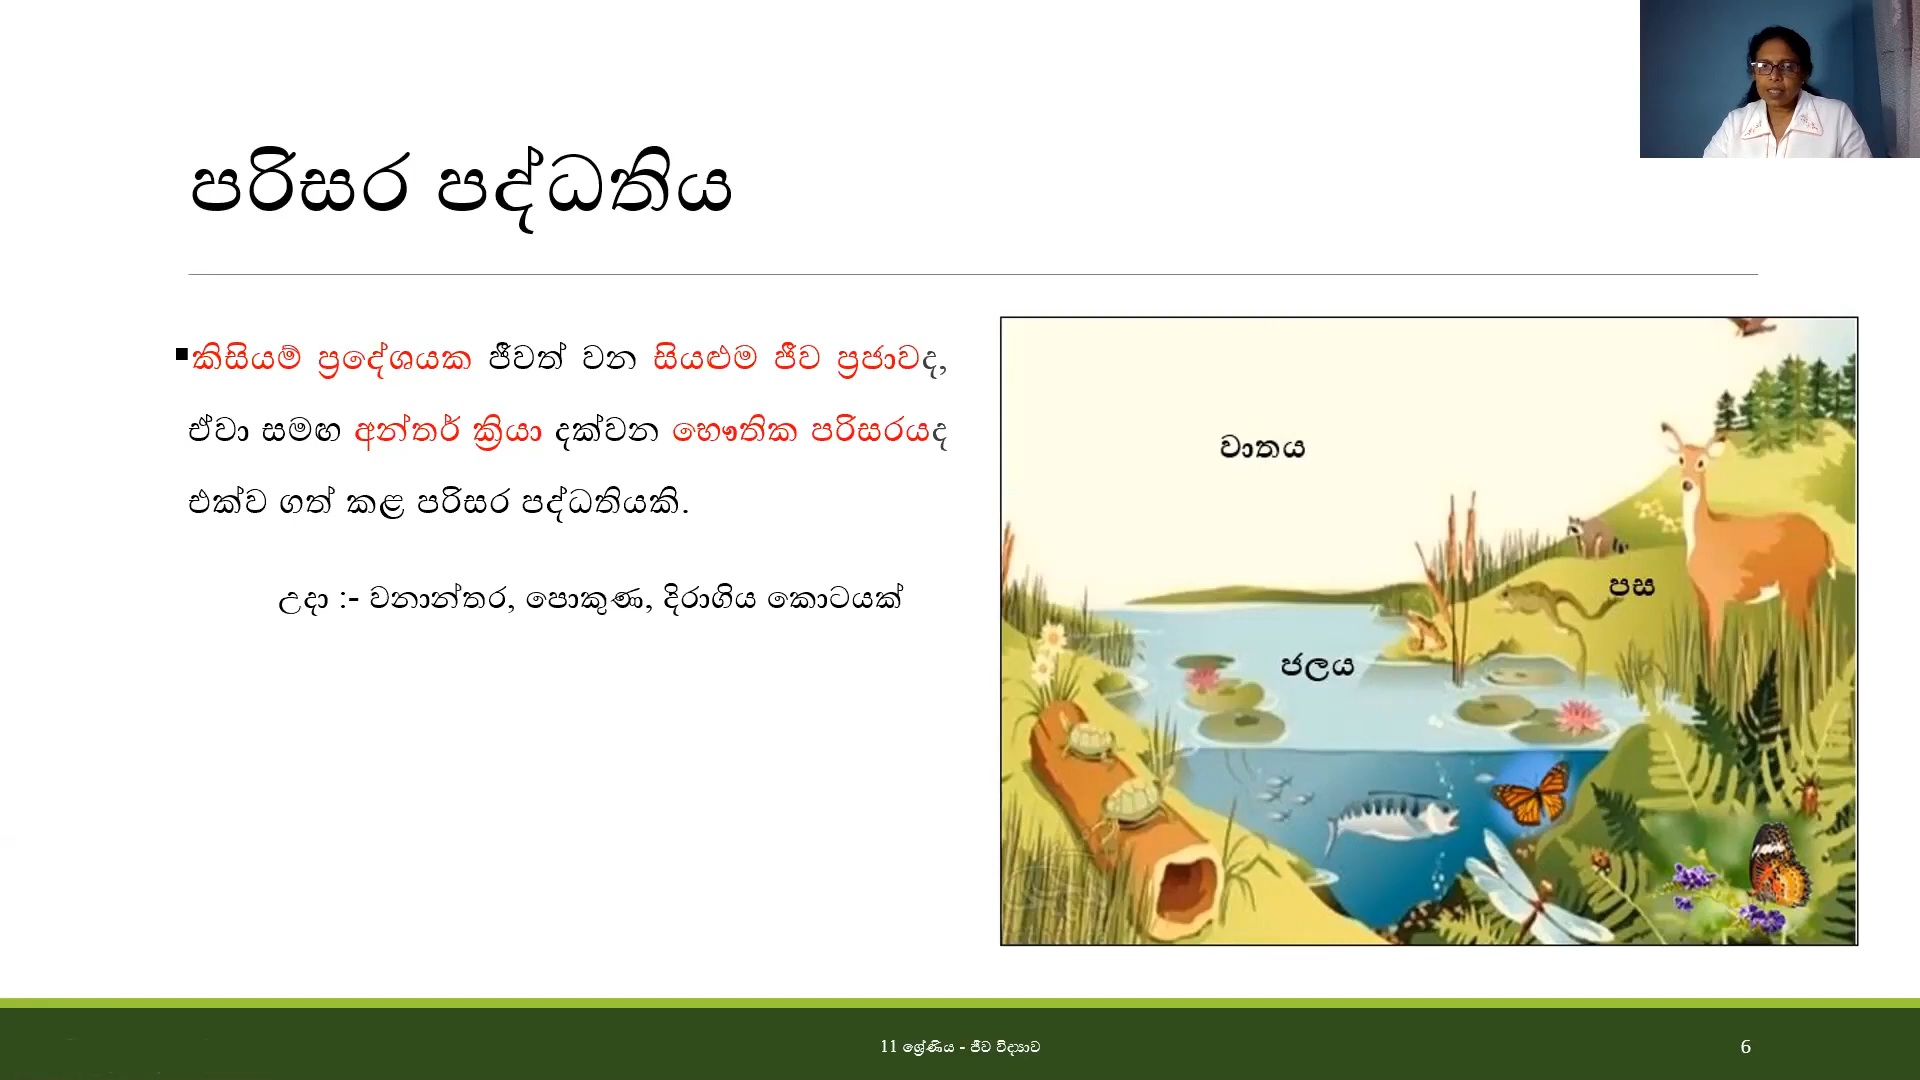 පරිසර පද්ධතිය
▪කිසියම් ප්‍රදේශයක ජීවත් වන සියළුම ජීව ප්‍රජාවද,
ඒවා සමඟ අන්තර් ක්‍රියා දක්වන භෞතික පරිසරයද
එක්ව ගත් කළ පරිසර පද්ධතියකි.
උදා :- වනාන්තර, පොකුණ, දිරාගිය කොටයක්
වාතය
පස
ජලය
11 ශ්‍රේණිය - ජීව විද්‍යාව
6